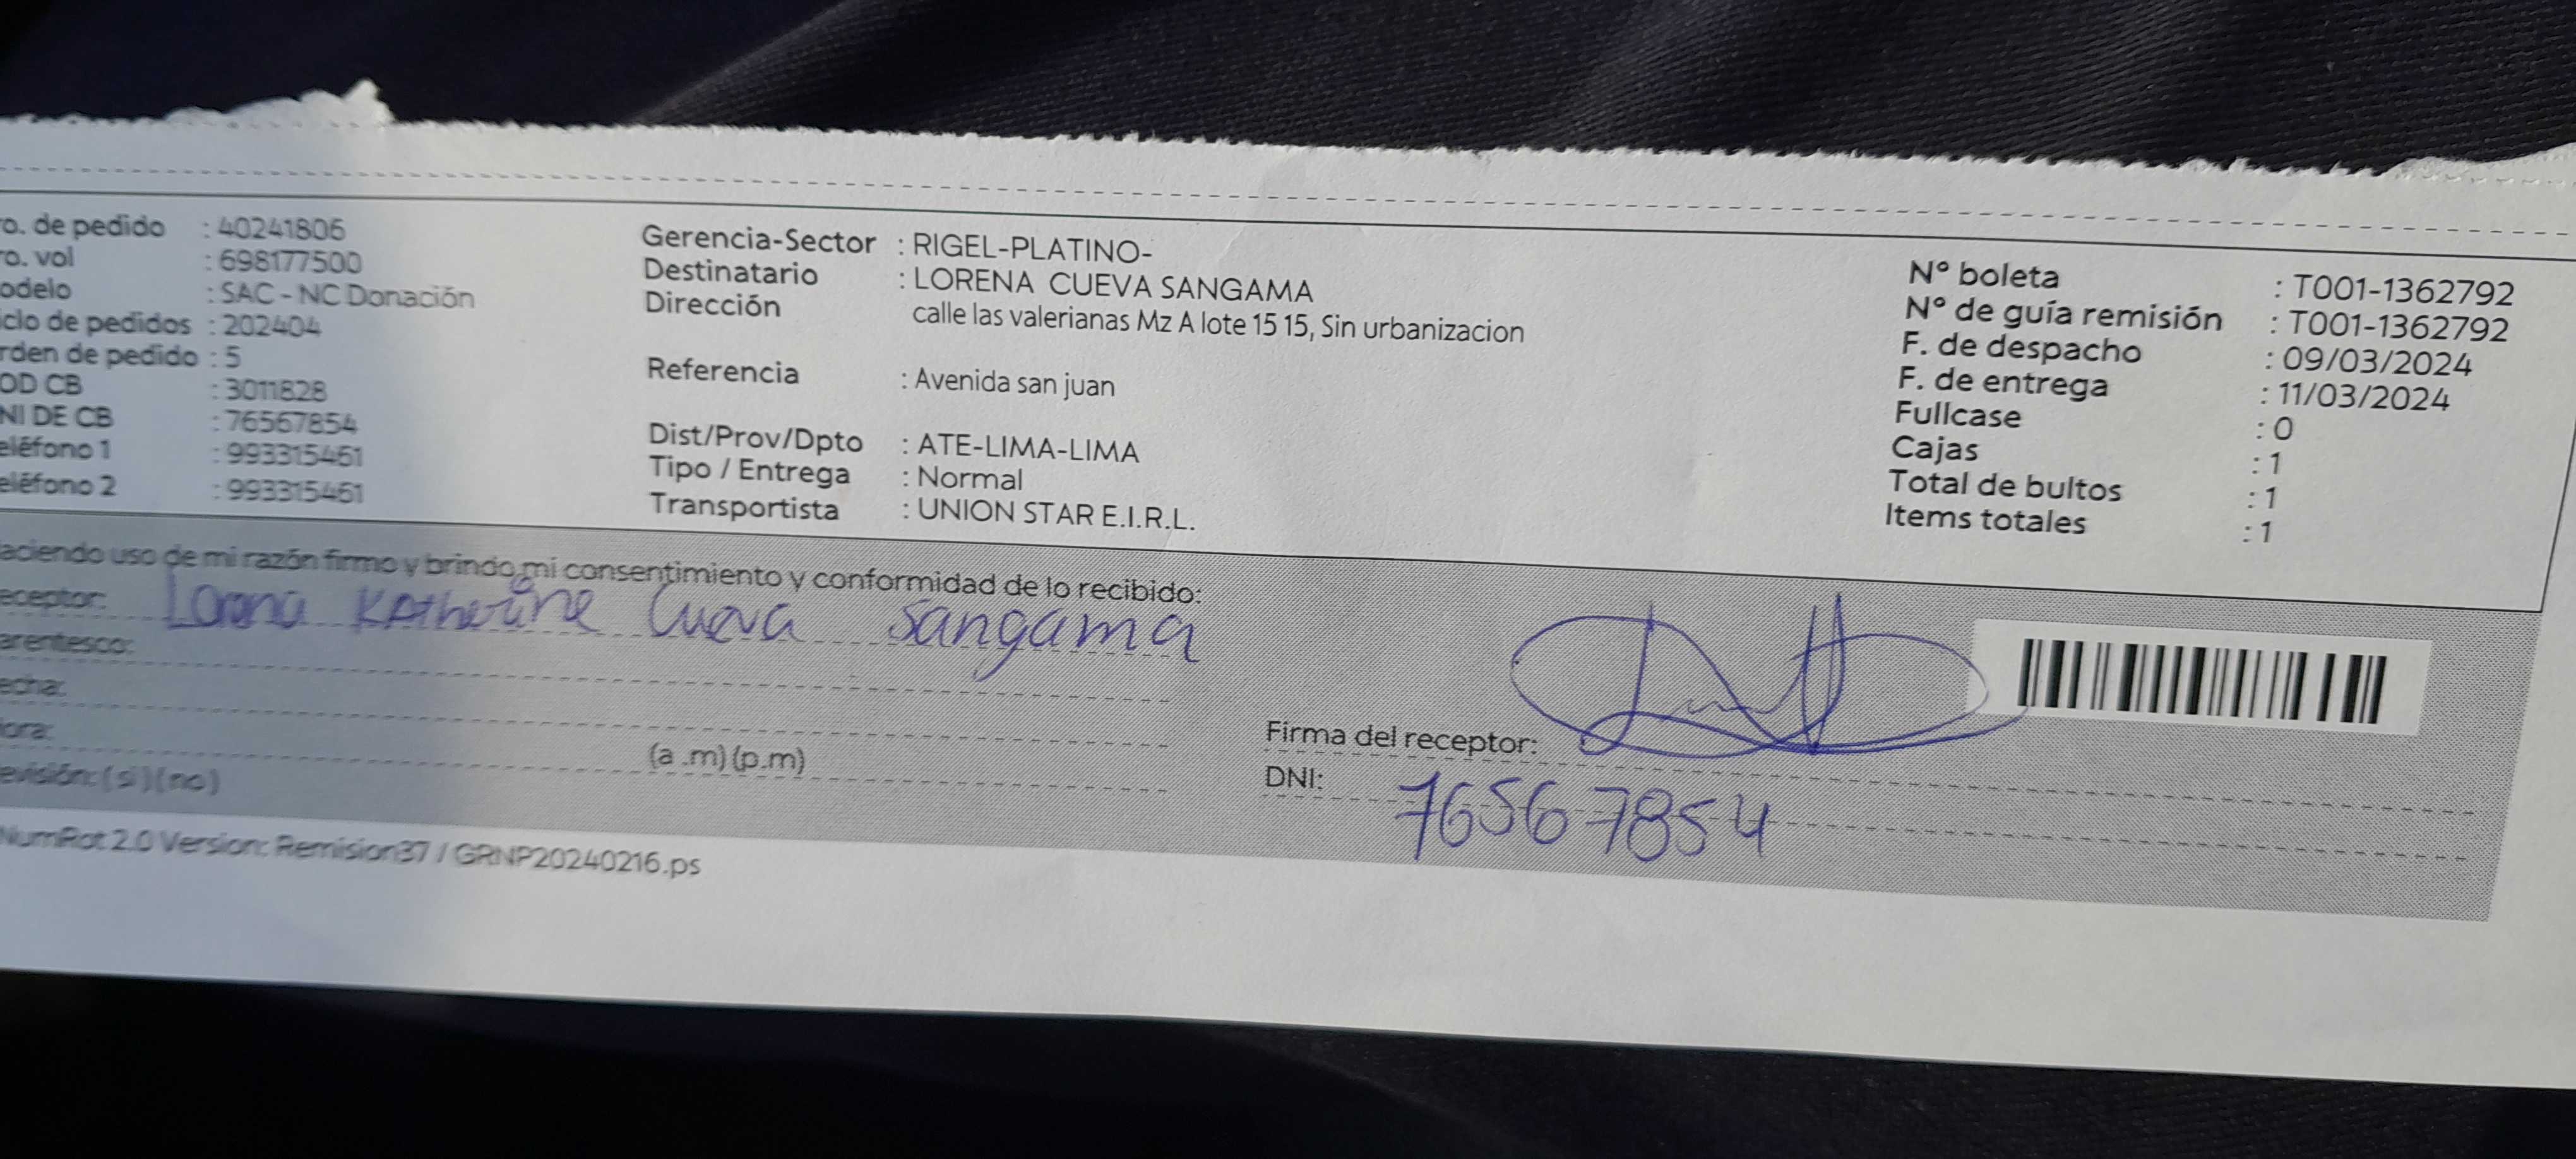 ro. de pedido : 40241806
ro. vol : 698177500
odelo : SAC - NC Donación
iclo de pedidos : 202404
rden de pedido : 5
OD CB : 3011828
NI DE CB : 76567854
eléfono 1 : 993315461
eléfono 2 : 993315461
Gerencia-Sector : RIGEL-PLATINO-
Destinatario : LORENA CUEVA SANGAMA
Dirección calle las valerianas Mz A lote 15 15, Sin urbanizacion
Referencia : Avenida san juan
Dist/Prov/Dpto : ATE-LIMA-LIMA
Tipo / Entrega : Normal
Transportista : UNION STAR E.I.R.L.
N° boleta : T001-1362792
N° de guía remisión : T001-1362792
F. de despacho : 09/03/2024
F. de entrega : 11/03/2024
Fullcase : 0
Cajas : 1
Total de bultos : 1
Items totales : 1
aciendo uso de mi razón firmo y brindo mi consentimiento y conformidad de lo recibido:
eceptor: Lorena Katherine Cueva Sangama
arentesco:
echa:
ora: (a .m) (p.m)
evisión: ( si ) ( no )
Firma del receptor:
DNI: 76567854
NumRot 2.0 Version: Remision37 / GRNP20240216.ps